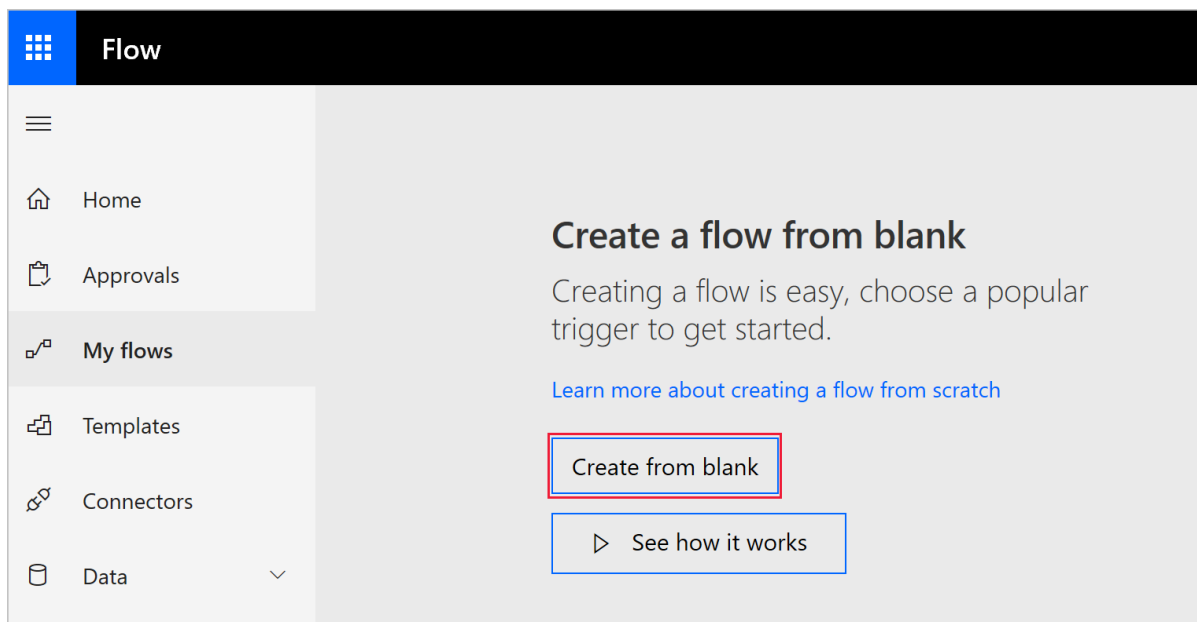 Flow
Home
Approvals
My flows
Templates
Connectors
Data
Create a flow from blank
Creating a flow is easy, choose a popular
trigger to get started.
Learn more about creating a flow from scratch
Create from blank
See how it works